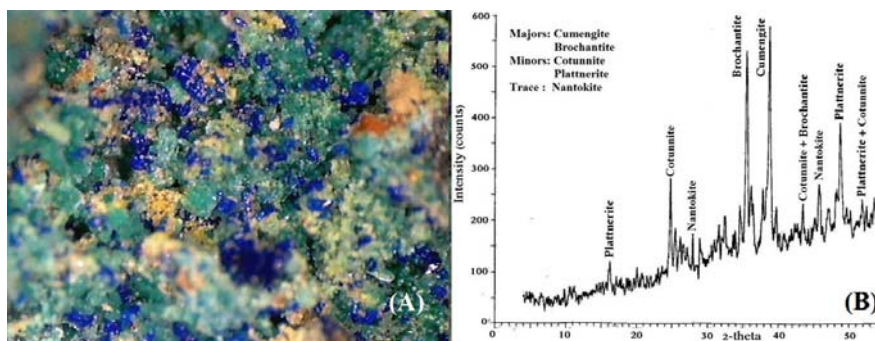 (A)
Majors: Cumengite
Brochantite
Minors: Cotunnite
Plattnerite
Trace : Nantokite
Intensity (counts)
600
500
400
300
200
100
00
Plattnerite
Cotunnite
Nantokite
Brochantite
Cumengite
Cotunnite + Brochantite
Nantokite
Plattnerite
Plattnerite + Cotunnite
0
10
20
30
40
50
2-theta
(B)